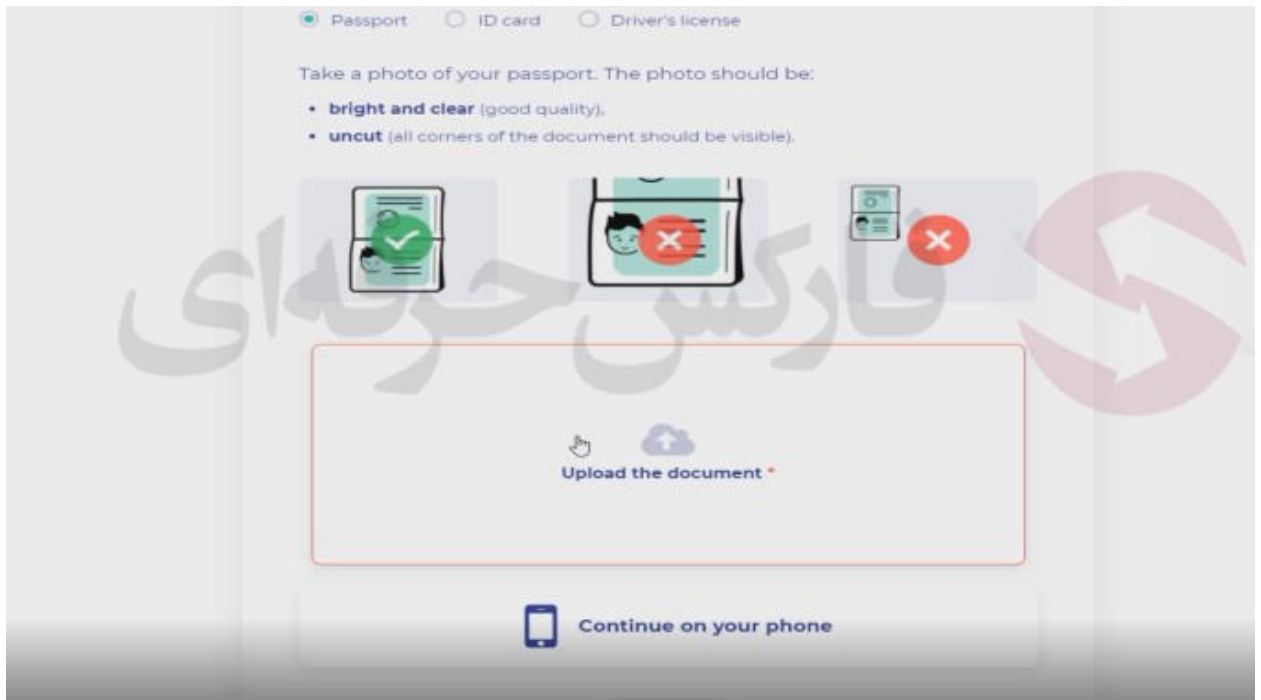 Passport ID card Driver's license
Take a photo of your passport. The photo should be:
• bright and clear (good quality),
• uncut (all corners of the document should be visible).
فارکس حرفه‌ای
Upload the document *
Continue on your phone